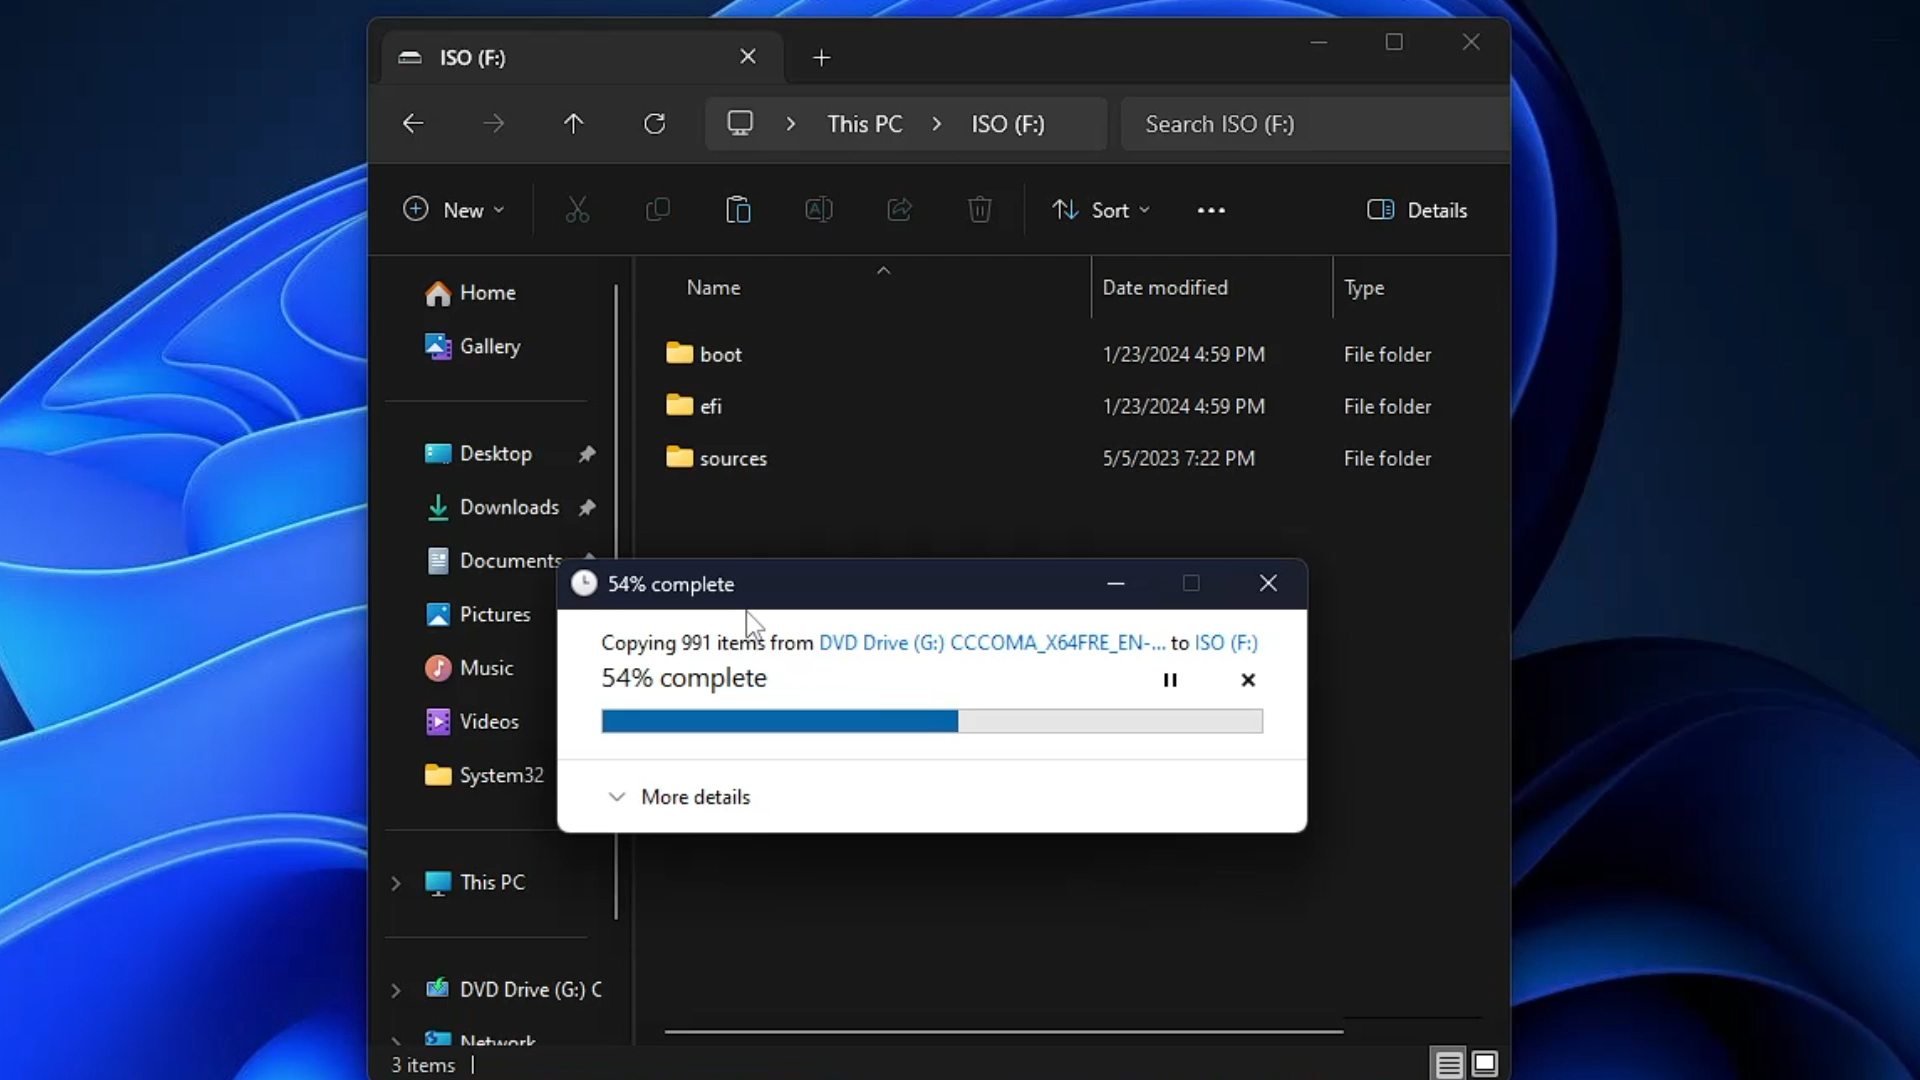 ISO (F:)
This PC
ISO (F:)
Search ISO (F:)
New
Sort
Details
Home
Gallery
Desktop
Downloads
Documents
Pictures
Music
Videos
System32
This PC
DVD Drive (G:) C
Network
Name
Date modified
Type
boot
1/23/2024 4:59 PM
File folder
efi
1/23/2024 4:59 PM
File folder
sources
5/5/2023 7:22 PM
File folder
54% complete
Copying 991 items from DVD Drive (G:) CCCOMA_X64FRE_EN-... to ISO (F:)
54% complete
More details
3 items